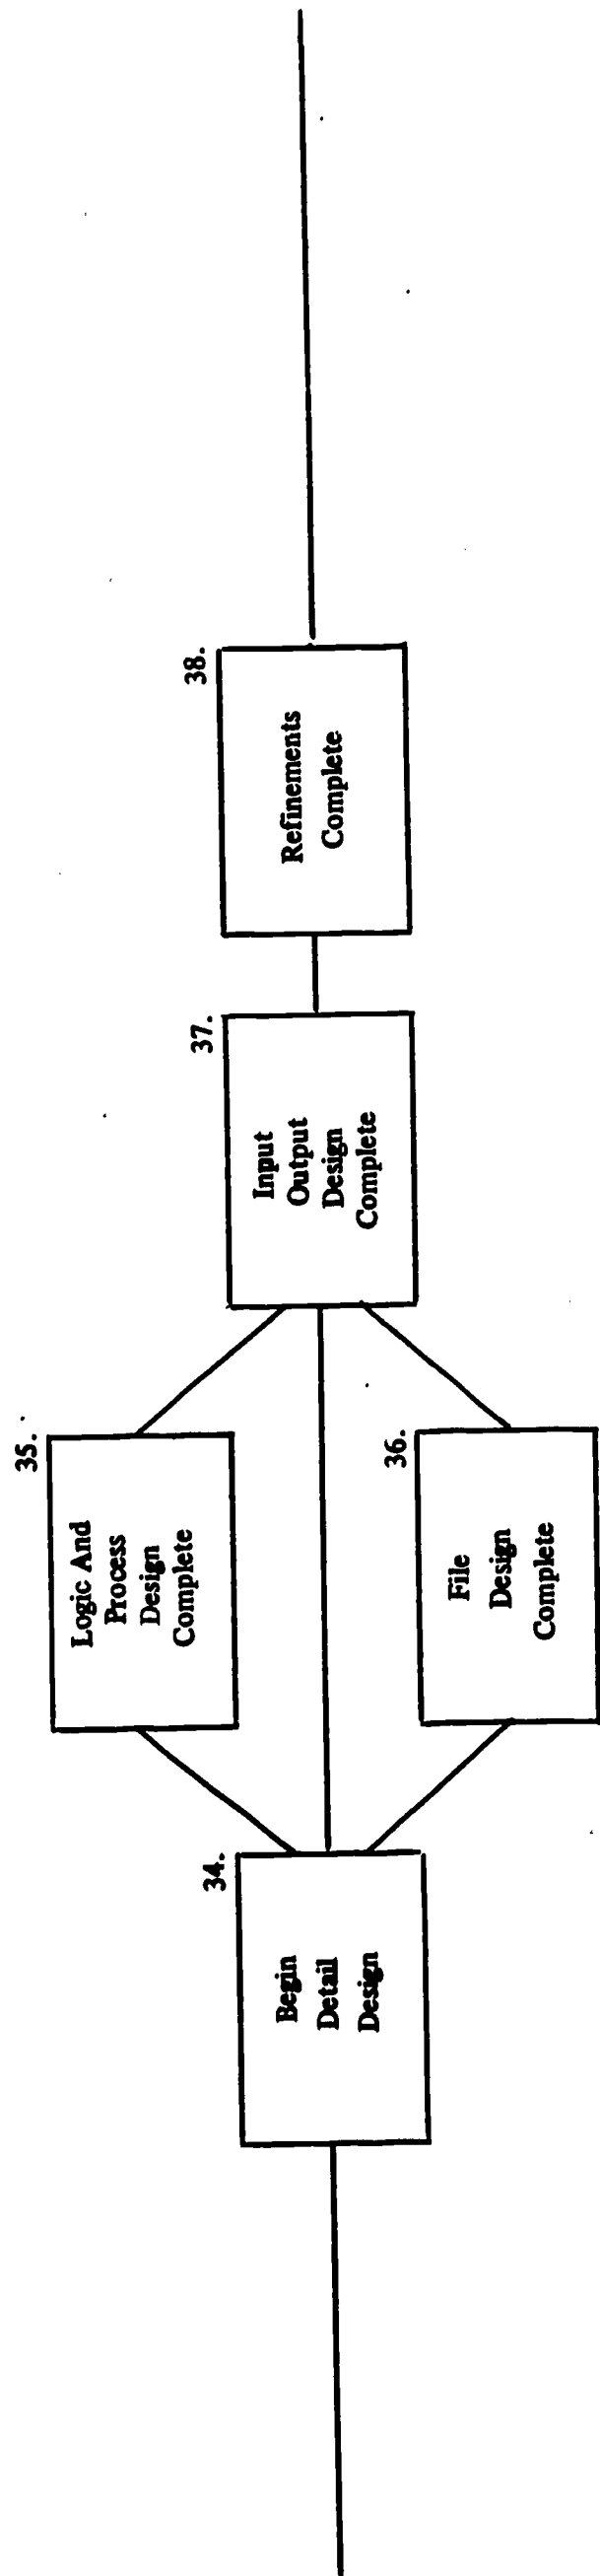 34.
Begin
Detail
Design
35.
Logic And
Process
Design
Complete
36.
File
Design
Complete
37.
Input
Output
Design
Complete
38.
Refinements
Complete